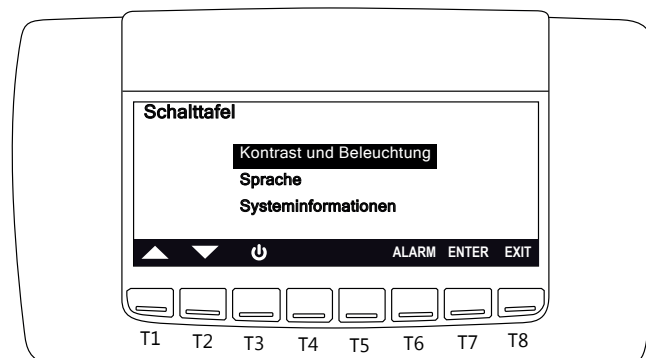 Schalttafel
Kontrast und Beleuchtung
Sprache
Systeminformationen
ALARM ENTER EXIT
T1 T2 T3 T4 T5 T6 T7 T8